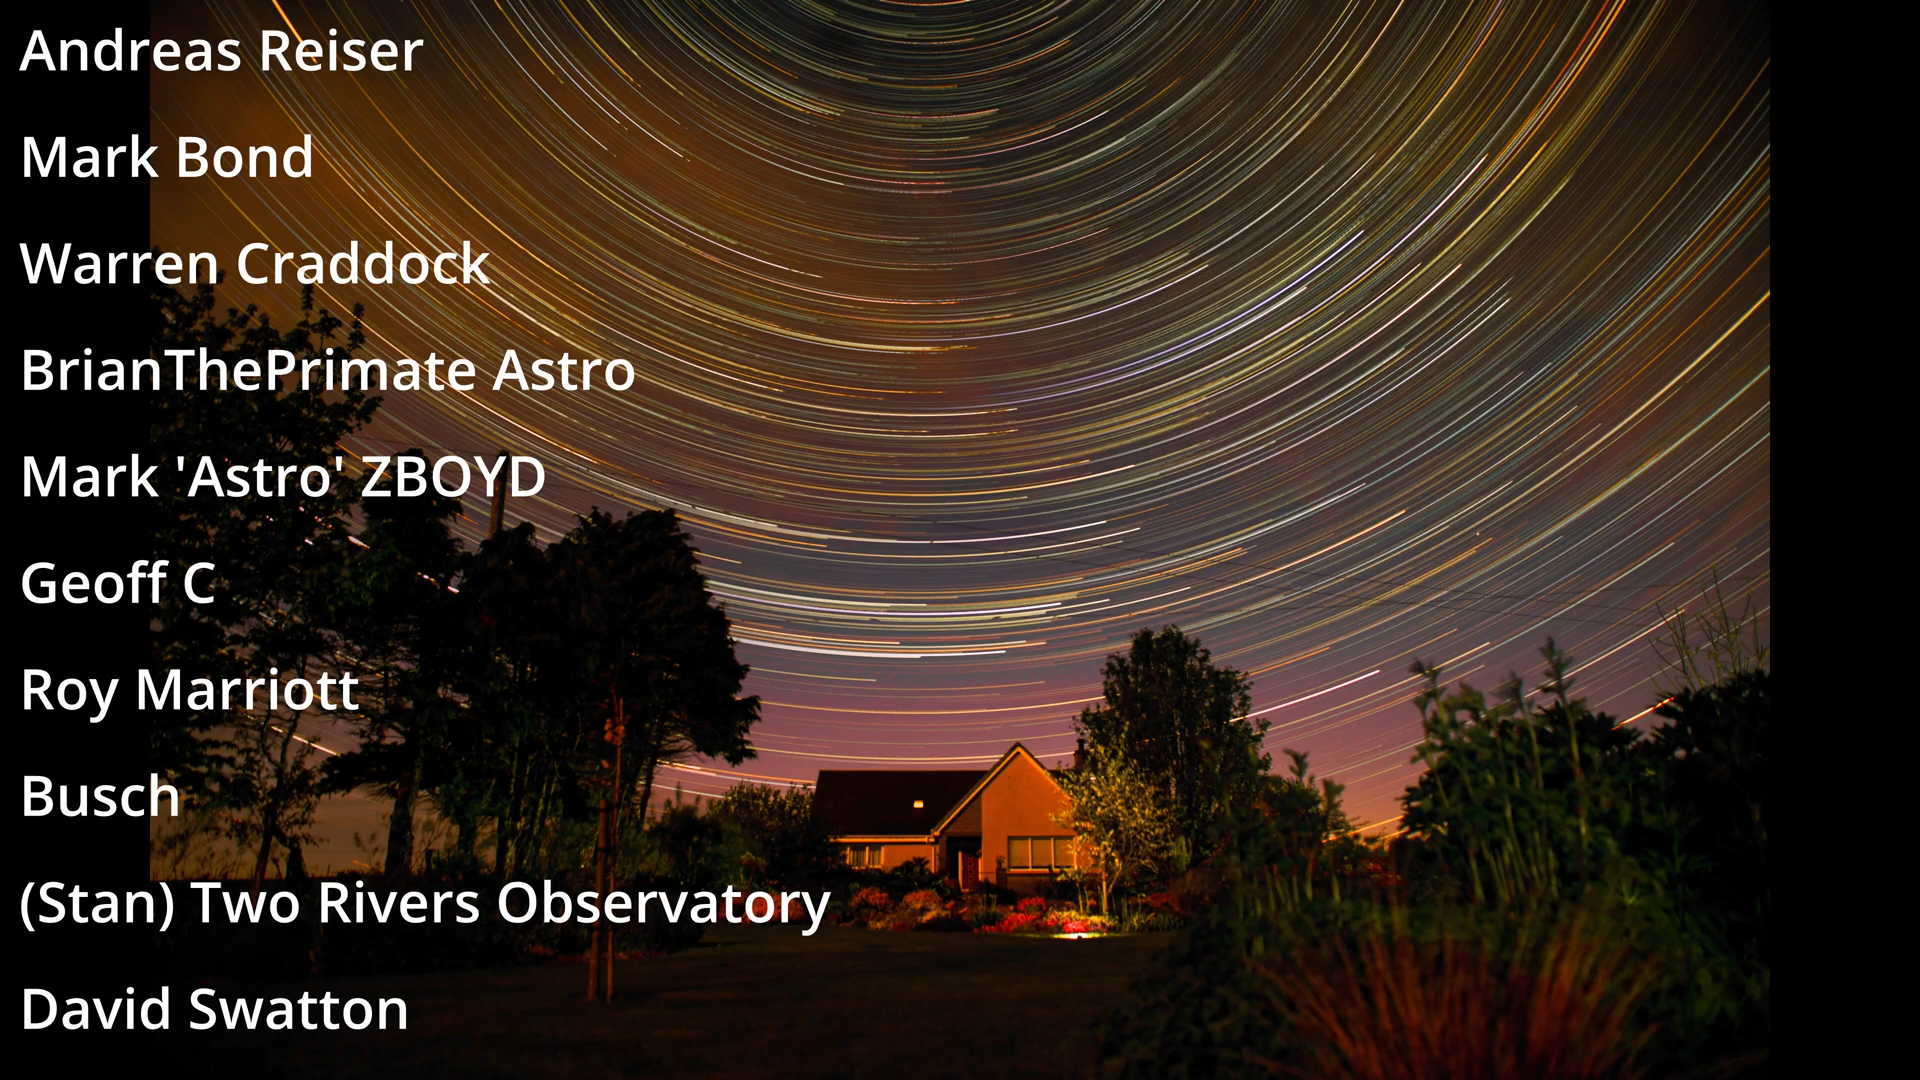 Andreas Reiser
Mark Bond
Warren Craddock
BrianThePrimate Astro
Mark 'Astro' ZBOYD
Geoff C
Roy Marriott
Busch
(Stan) Two Rivers Observatory
David Swatton